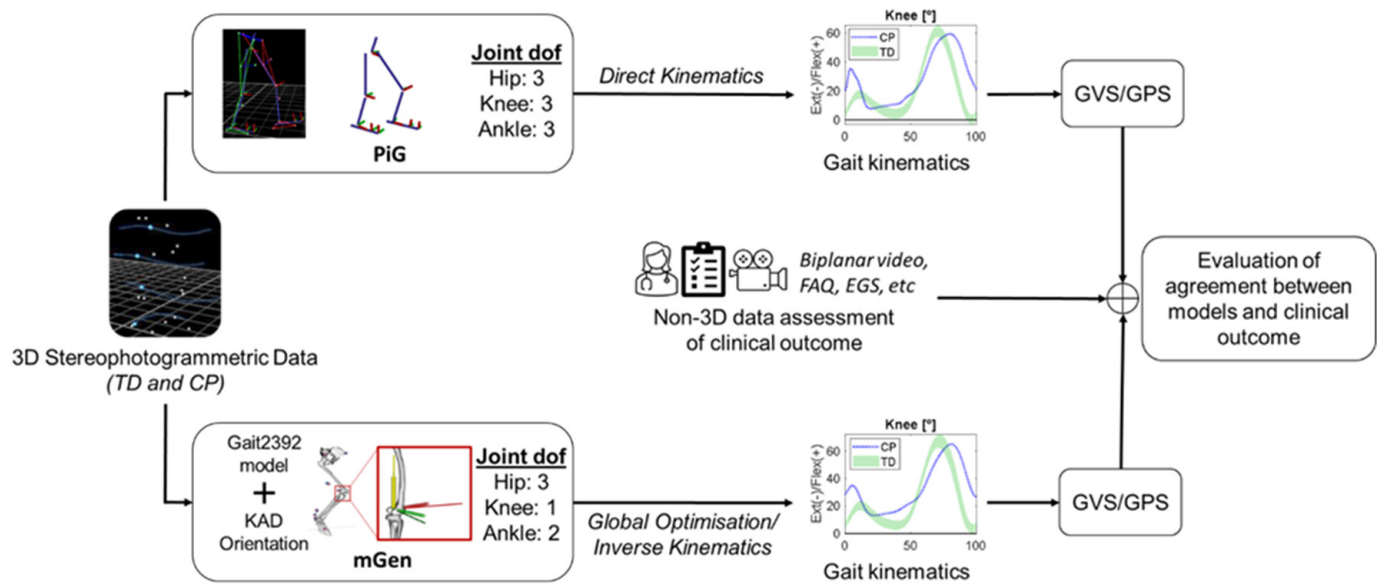 Joint dof
Hip: 3
Knee: 3
Ankle: 3
PiG
Direct Kinematics
Knee [º]
CP
TD
Ext(-)/Flex(+)
60
40
20
0
0
50
100
Gait kinematics
GVS/GPS
3D Stereophotogrammetric Data
(TD and CP)
Biplanar video,
FAQ, EGS, etc
Non-3D data assessment
of clinical outcome
Evaluation of
agreement between
models and clinical
outcome
Gait2392
model
+
KAD
Orientation
mGen
Joint dof
Hip: 3
Knee: 1
Ankle: 2
Global Optimisation/
Inverse Kinematics
Knee [º]
CP
TD
Ext(-)/Flex(+)
60
40
20
0
0
50
100
Gait kinematics
GVS/GPS